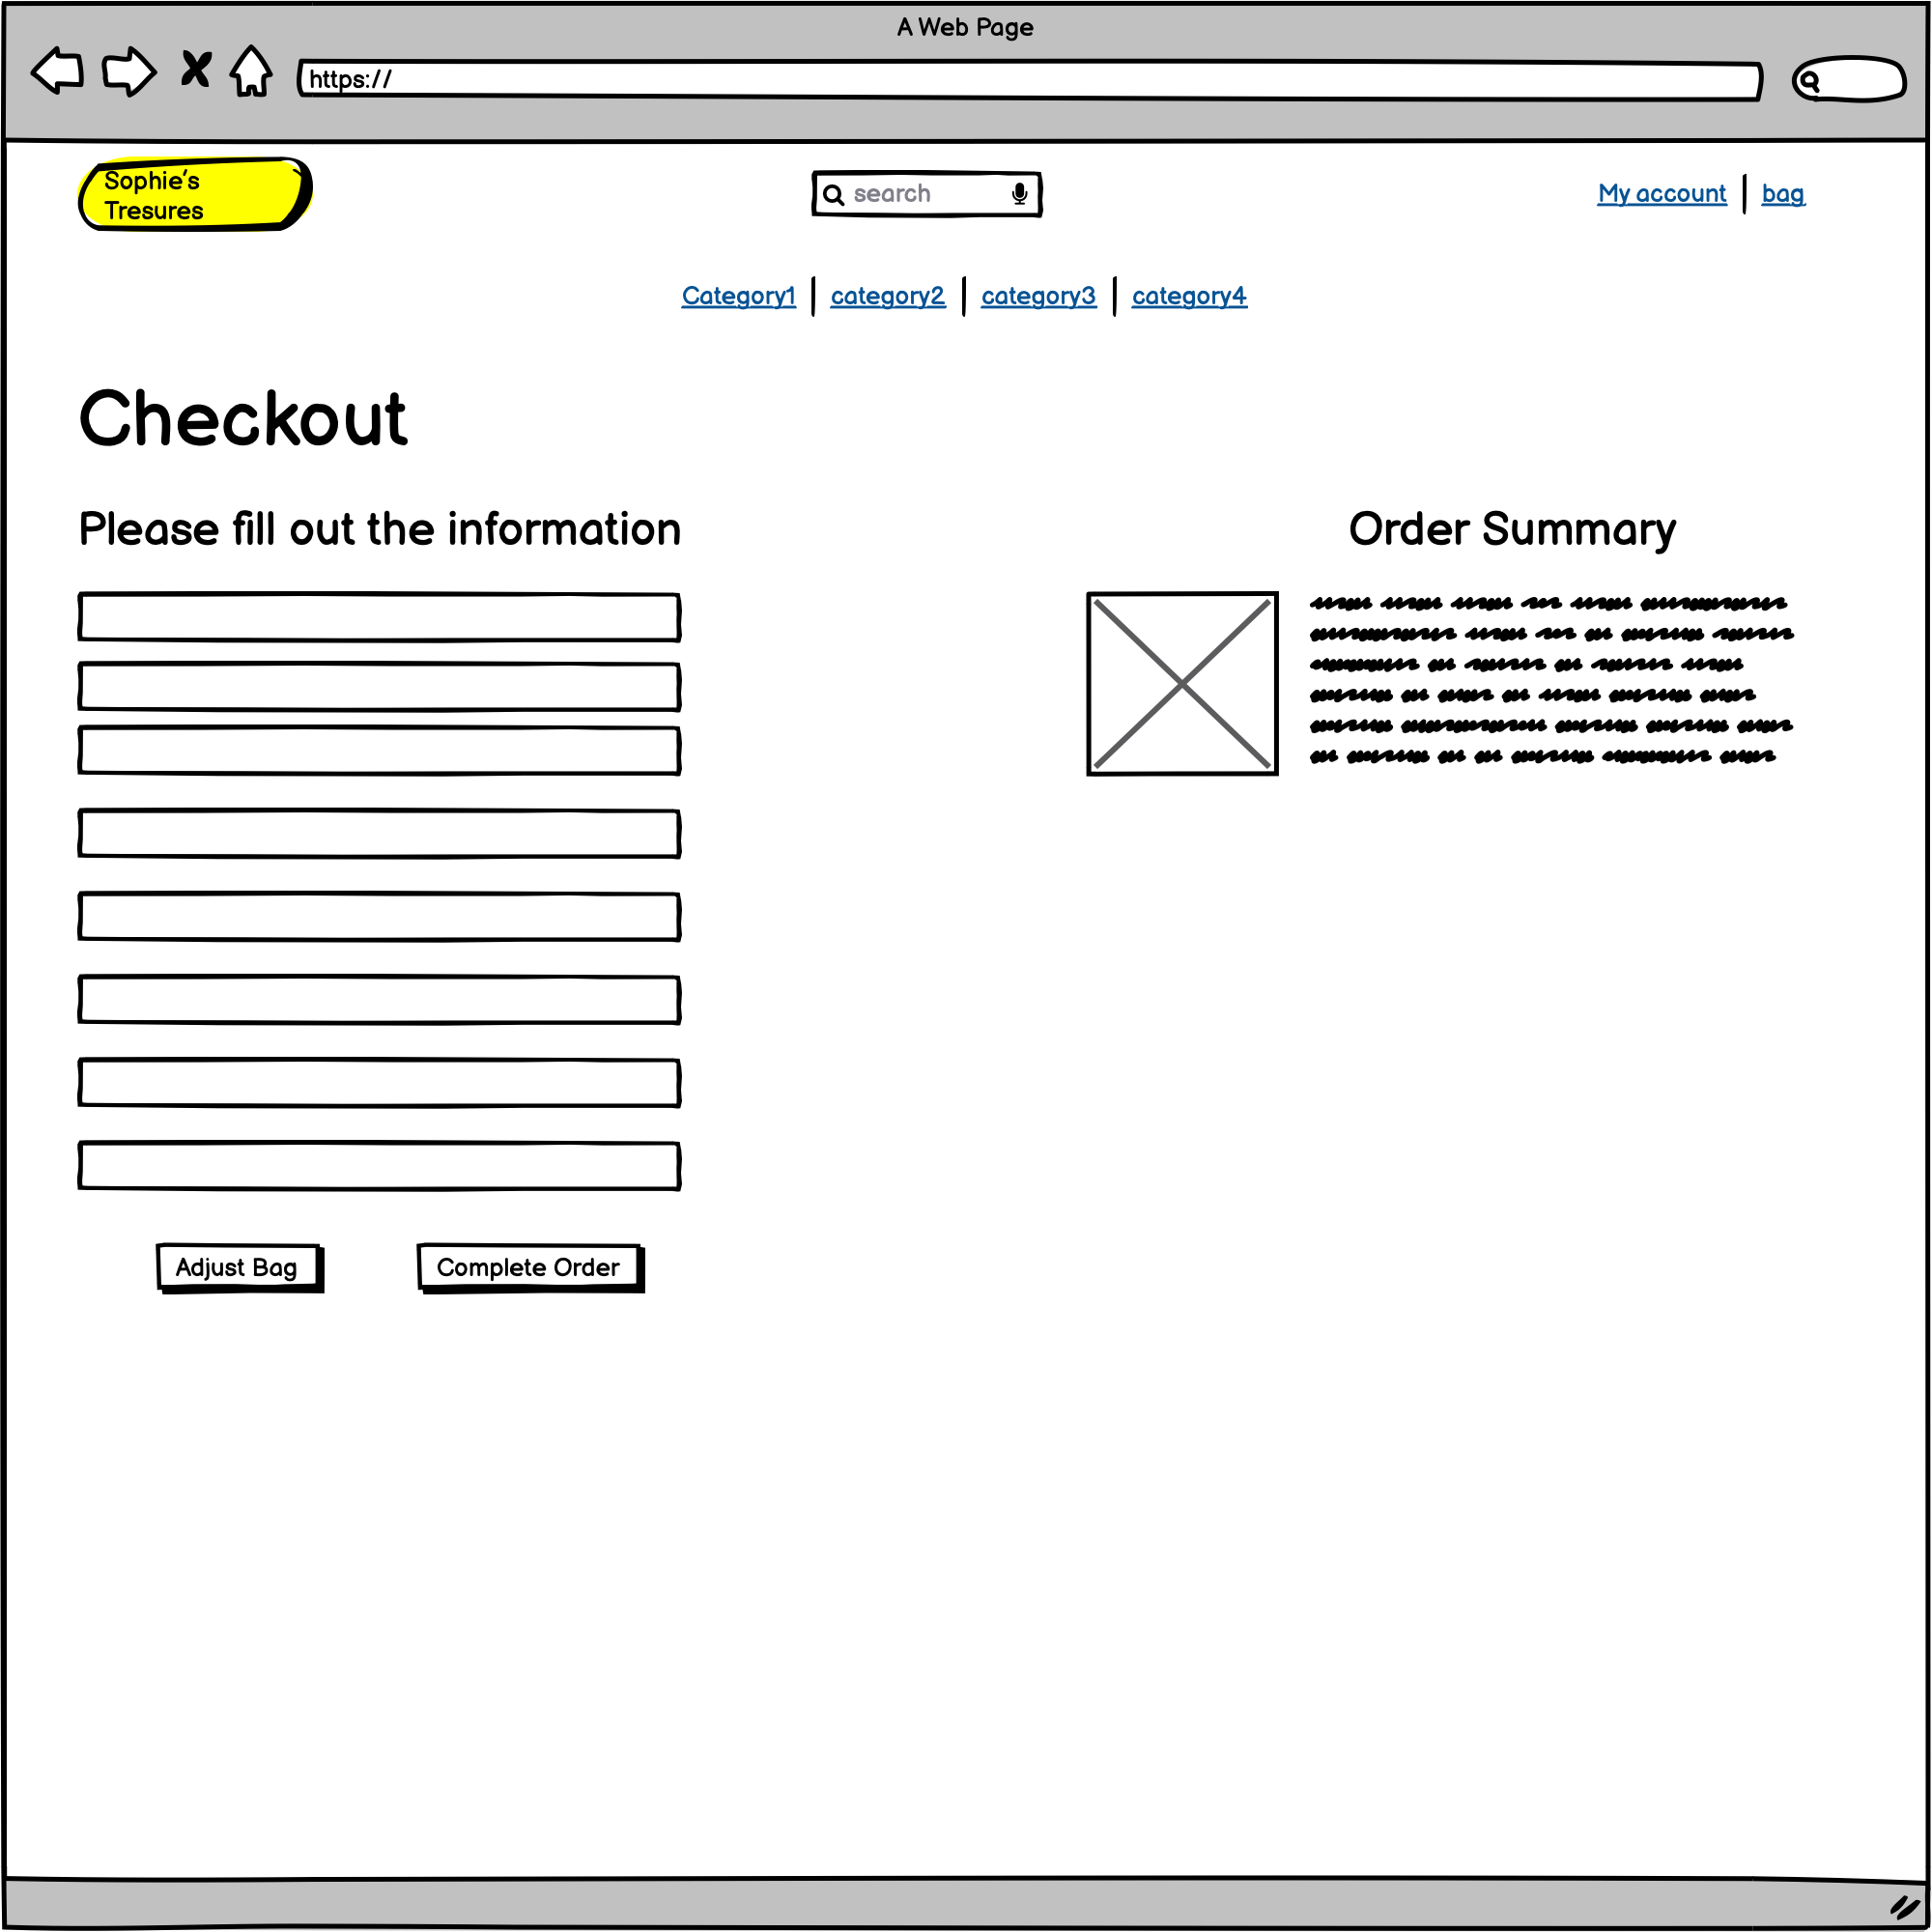 A Web Page
https://
Sophie's
Tresures
search
My account
bag
Category1
category2
category3
category4
Checkout
Please fill out the information
Order Summary
Adjust Bag
Complete Order